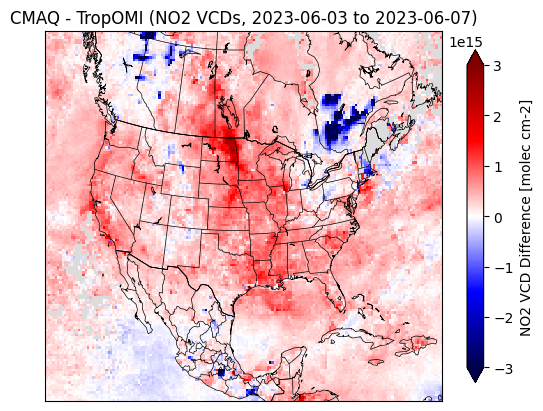 CMAQ - TropOMI (NO2 VCDs, 2023-06-03 to 2023-06-07)
1e15
3
2
1
0
−1
−2
−3
NO2 VCD Difference [molec cm-2]